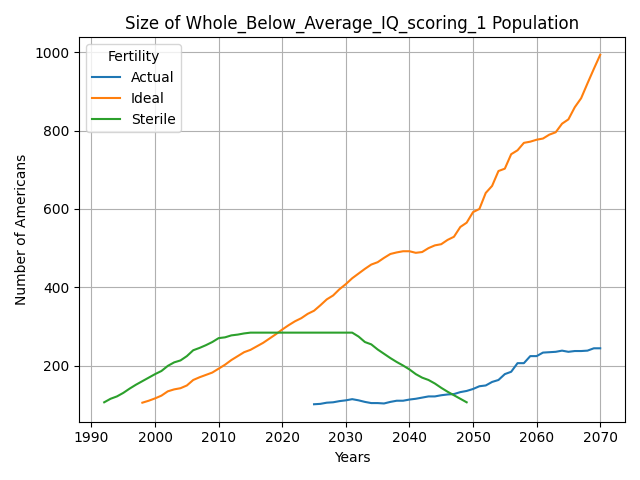 Size of Whole_Below_Average_IQ_scoring_1 Population
Fertility
Actual
Ideal
Sterile
Number of Americans
1000
800
600
400
200
1990 2000 2010 2020 2030 2040 2050 2060 2070
Years